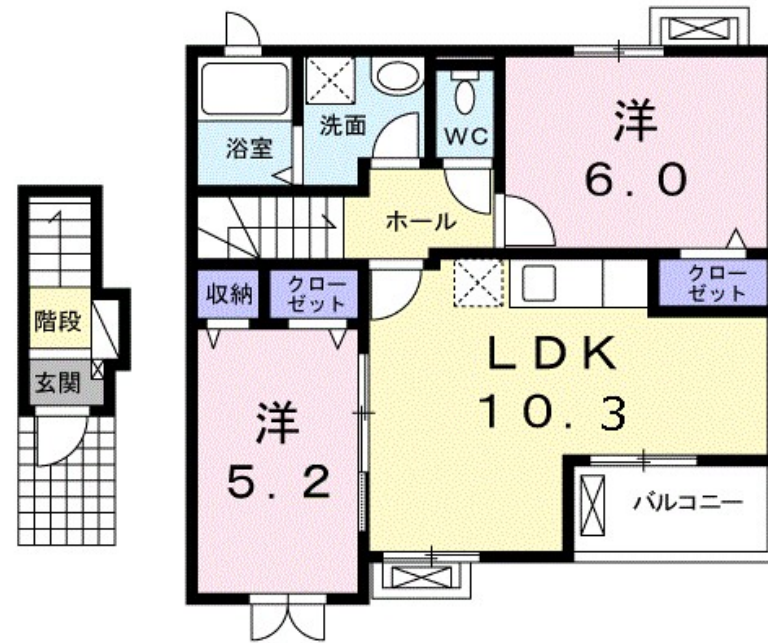 浴室
洗面
WC
洋
6.0
ホール
階段
玄関
収納
クロー
ゼット
クロー
ゼット
LDK
10.3
洋
5.2
バルコニー